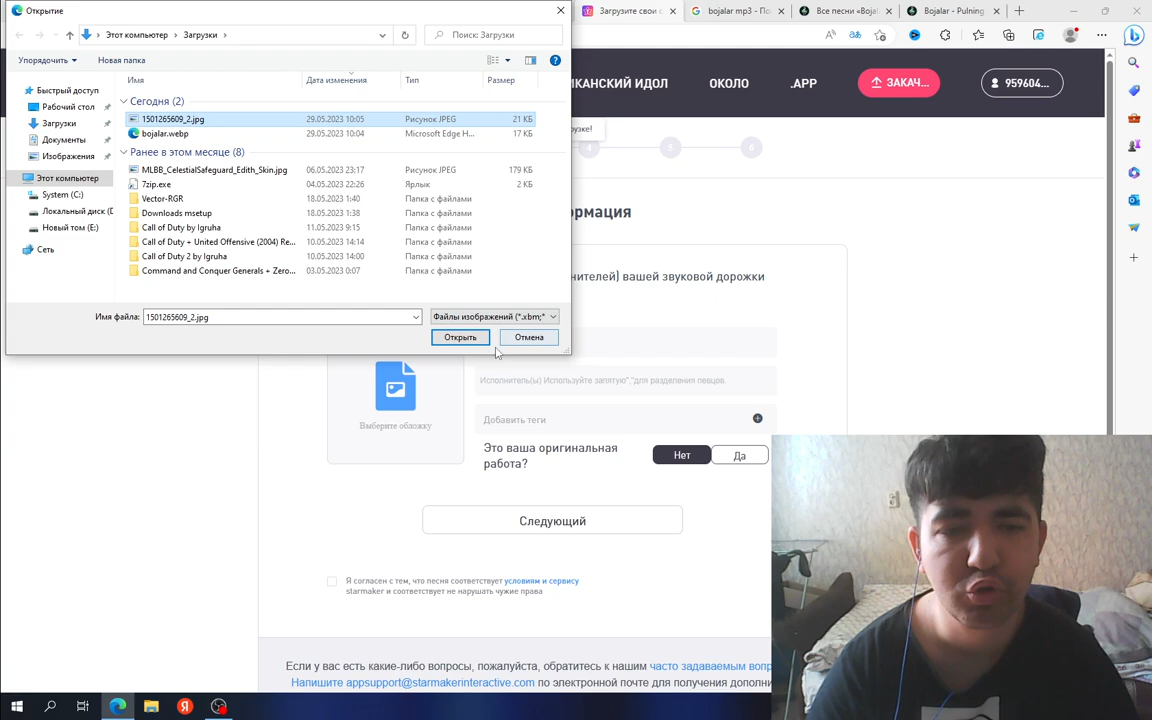 Открытие
Загрузите свои с
bojalar mp3 - По
Все песни «Воја
Bojalar - Pulning
Этот компьютер
Загрузки
Поиск: Загрузки
Упорядочить
Новая папка
Имя
Дата изменения
Тип
Размер
Быстрый доступ
Рабочий стол
Загрузки
Документы
Изображения
Этот компьютер
System (C:)
Локальный диск (D
Новый том (E:)
Сеть
Сегодня (2)
1501265609_2.jpg 29.05.2023 10:05 Рисунок JPEG 21 КБ
bojalar.webp 29.05.2023 10:04 Microsoft Edge H... 17 КБ
Ранее в этом месяце (8)
MLBB_CelestialSafeguard_Edith_Skin.jpg 06.05.2023 23:17 Рисунок JPEG 179 КБ
7zip.exe 04.05.2023 22:26 Ярлык 2 КБ
Vector-RGR 18.05.2023 1:40 Папка с файлами
Downloads msetup 18.05.2023 1:38 Папка с файлами
Call of Duty by Igruha 11.05.2023 9:15 Папка с файлами
Call of Duty + United Offensive (2004) Re... 10.05.2023 14:14 Папка с файлами
Call of Duty 2 by Igruha 10.05.2023 14:00 Папка с файлами
Command and Conquer Generals + Zero... 03.05.2023 0:07 Папка с файлами
Имя файла:
1501265609_2.jpg
Файлы изображений (*.xbm;*
Открыть
Отмена
ИКАНСКИЙ ИДОЛ
ОКОЛО
.APP
ЗАКАЧ...
959604...
узке!
4 5 6
ормация
нителей) вашей звуковой дорожки
Исполнитель(ы) Используйте запятую","для разделения певцов.
Выберите обложку
Добавить теги
Это ваша оригинальная
работа?
Нет
Да
Следующий
Я согласен с тем, что песня соответствует условиям и сервису
starmaker и соответствует не нарушать чужие права
Если у вас есть какие-либо вопросы, пожалуйста, обратитесь к нашим часто задаваемым вопр
Напишите appsupport@starmakerinteractive.com по электронной почте для получения дополни